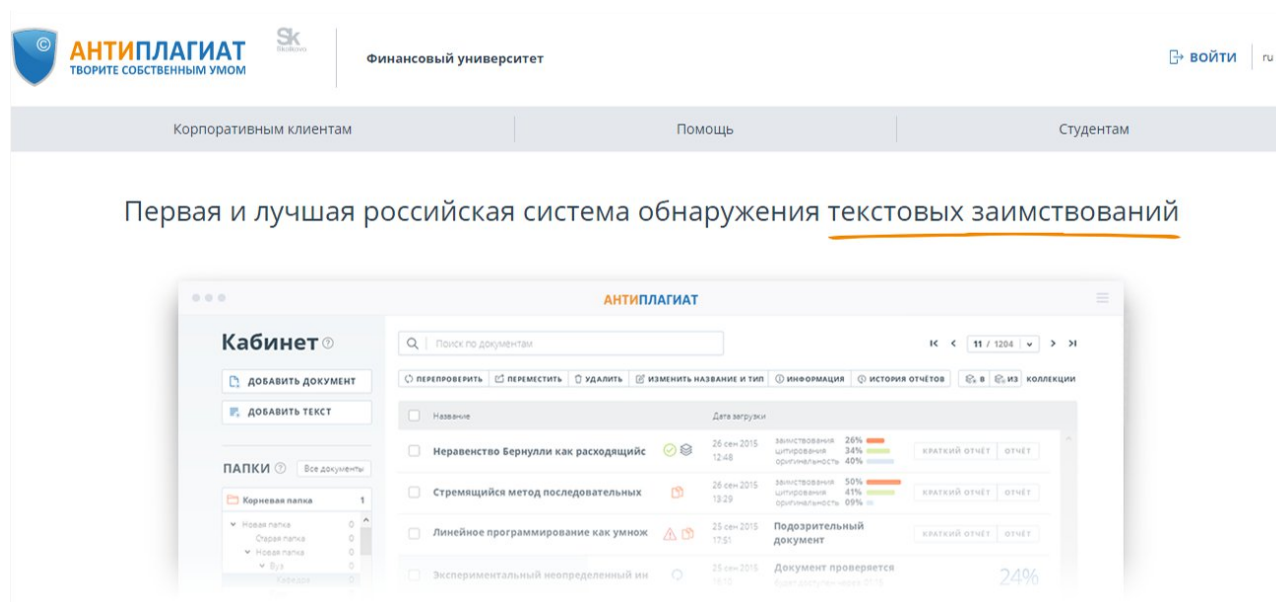 АНТИПЛАГИАТ
ТВОРИТЕ СОБСТВЕННЫМ УМОМ
Sk
Skolkovo
Финансовый университет
ВОЙТИ
ru
Корпоративным клиентам
Помощь
Студентам
Первая и лучшая российская система обнаружения текстовых заимствований
АНТИПЛАГИАТ
Кабинет
Поиск по документам
11 / 1204
ДОБАВИТЬ ДОКУМЕНТ
ПЕРЕПРОВЕРИТЬ ПЕРЕМЕСТИТЬ УДАЛИТЬ ИЗМЕНИТЬ НАЗВАНИЕ И ТИП ИНФОРМАЦИЯ ИСТОРИЯ ОТЧЁТОВ В ИЗ КОЛЛЕКЦИИ
ДОБАВИТЬ ТЕКСТ
Название
Дата загрузки
ПАПКИ
Все документы
Корневая папка 1
Новая папка 0
Старая папка 0
Новая папка 0
Вуз 0
Кафедра 0
Неравенство Бернулли как расходящийс
26 сен 2015
12:48
заимствования 26%
цитирования 34%
оригинальность 40%
КРАТКИЙ ОТЧЁТ ОТЧЁТ
Стремящийся метод последовательных
26 сен 2015
13:29
заимствования 50%
цитирования 41%
оригинальность 09%
КРАТКИЙ ОТЧЁТ ОТЧЁТ
Линейное программирование как умнож
25 сен 2015
17:51
Подозрительный
документ
КРАТКИЙ ОТЧЁТ ОТЧЁТ
Экспериментальный неопределенный ин
25 сен 2015
Документ проверяется
24%